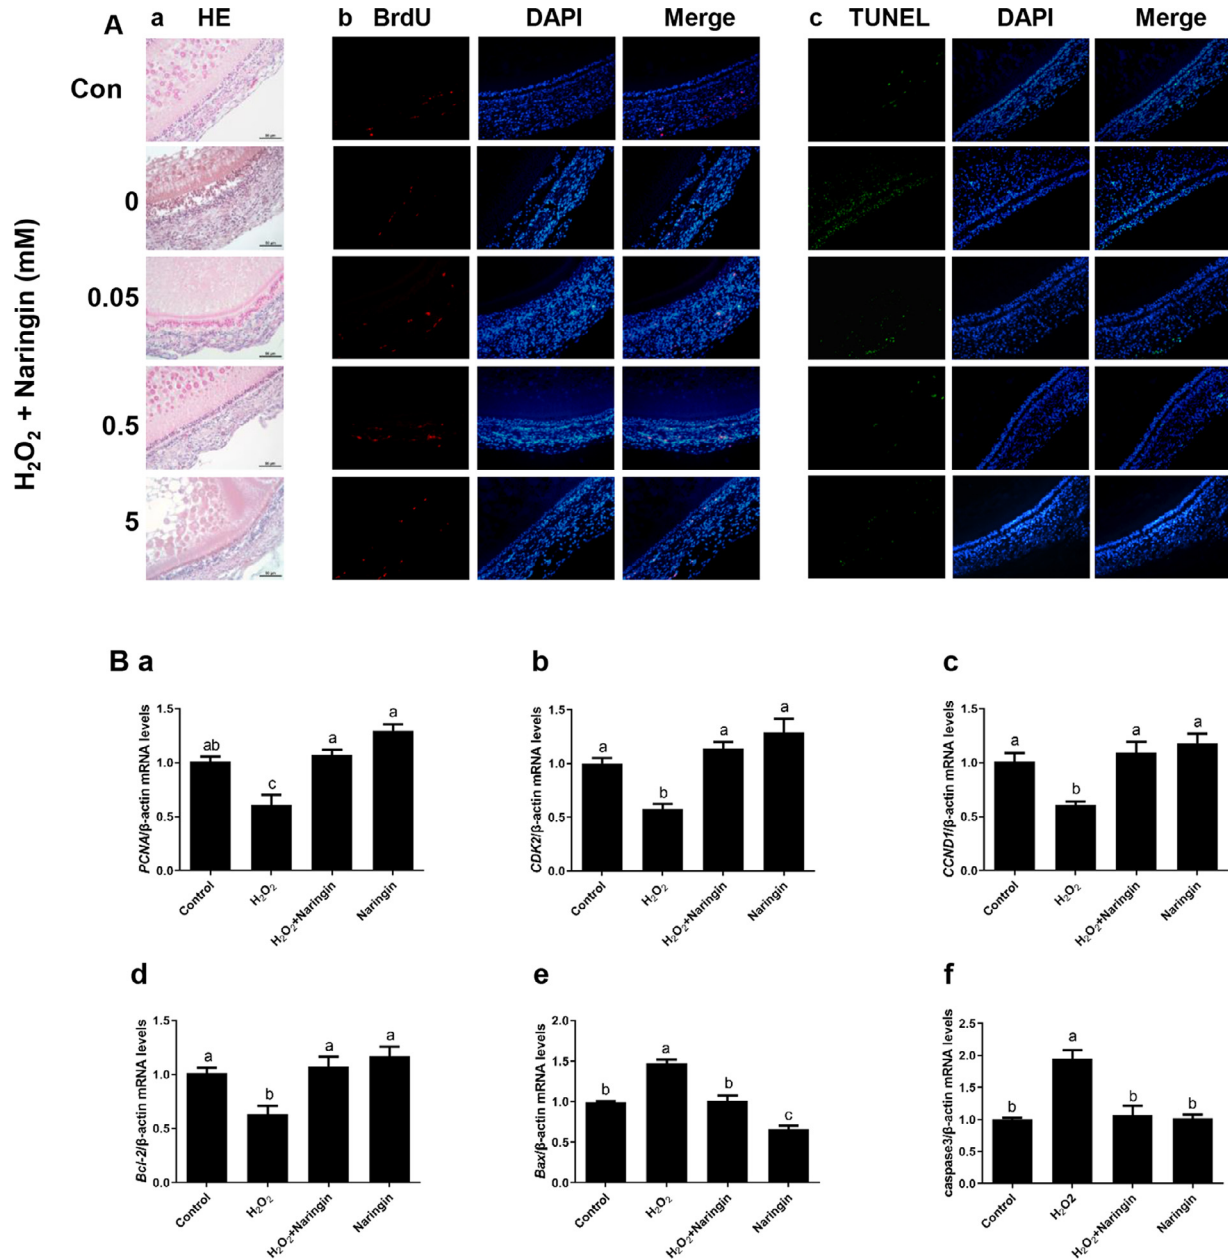 A
a HE
b BrdU DAPI Merge
c TUNEL DAPI Merge
Con
0
0.05
0.5
5
H₂O₂ + Naringin (mM)
B a
PCNA/β-actin mRNA levels
1.5
1.0
0.5
0.0
ab
c
a
a
Control
H₂O₂
H₂O₂+Naringin
Naringin
b
CDK2/β-actin mRNA levels
1.5
1.0
0.5
0.0
a
b
a
a
Control
H₂O₂
H₂O₂+Naringin
Naringin
c
CCND1/β-actin mRNA levels
1.5
1.0
0.5
0.0
a
b
a
a
Control
H₂O₂
H₂O₂+Naringin
Naringin
d
Bcl-2/β-actin mRNA levels
1.5
1.0
0.5
0.0
a
b
a
a
Control
H₂O₂
H₂O₂+Naringin
Naringin
e
Bax/β-actin mRNA levels
2.0
1.5
1.0
0.5
0.0
b
a
b
c
Control
H₂O₂
H₂O₂+Naringin
Naringin
f
caspase3/β-actin mRNA levels
2.5
2.0
1.5
1.0
0.5
0.0
b
a
b
b
Control
H₂O2
H₂O₂+Naringin
Naringin